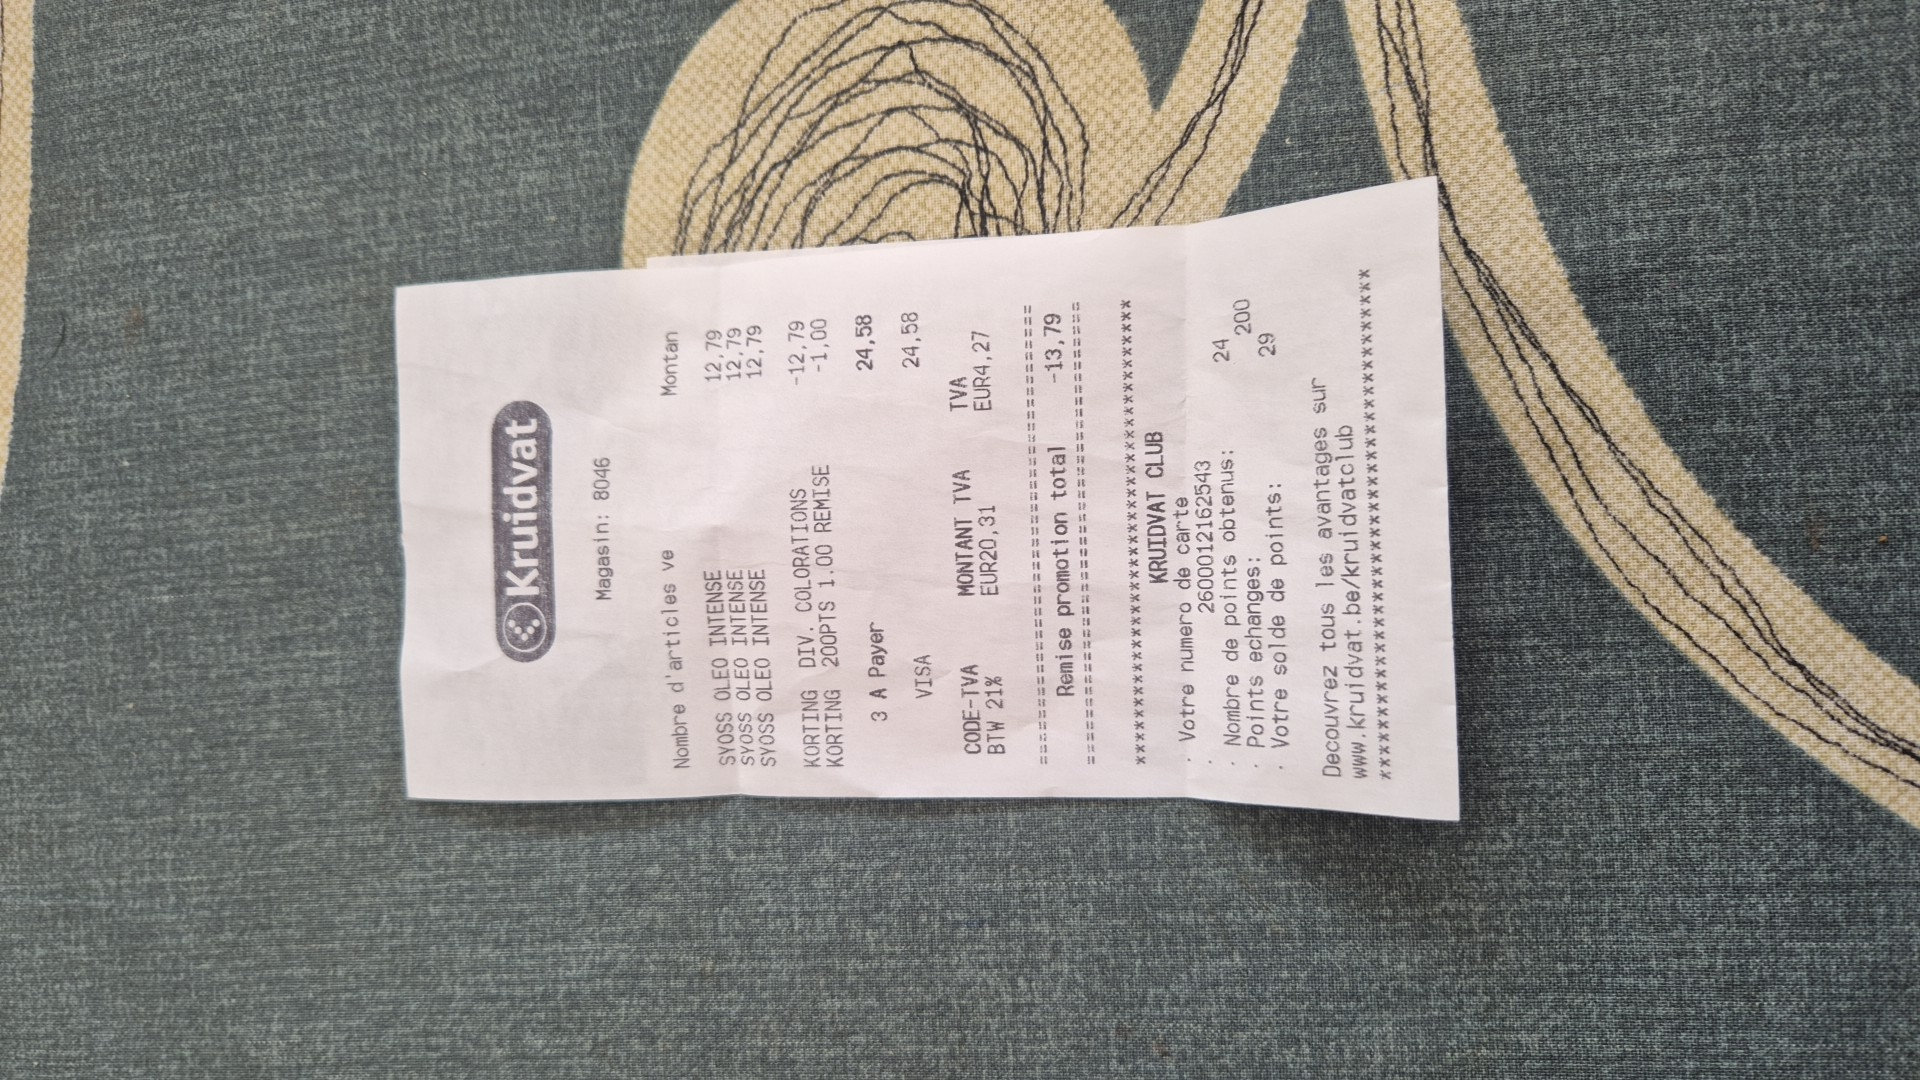 Kruidvat
Magasin: 8046
Nombre d'articles ve Montan
SYOSS OLEO INTENSE 12,79
SYOSS OLEO INTENSE 12,79
SYOSS OLEO INTENSE 12,79
KORTING DIV. COLORATIONS -12,79
KORTING 200PTS 1.00 REMISE -1,00
3 A Payer 24,58
VISA 24,58
CODE-TVA MONTANT TVA TVA
BTW 21% EUR20,31 EUR4,27
========================================
Remise promotion total -13,79
========================================
****************************************
KRUIDVAT CLUB
. Votre numero de carte
. 2600012162543
. Nombre de points obtenus: 24
. Points echanges: 200
. Votre solde de points: 29
Decouvrez tous les avantages sur
www.kruidvat.be/kruidvatclub
****************************************